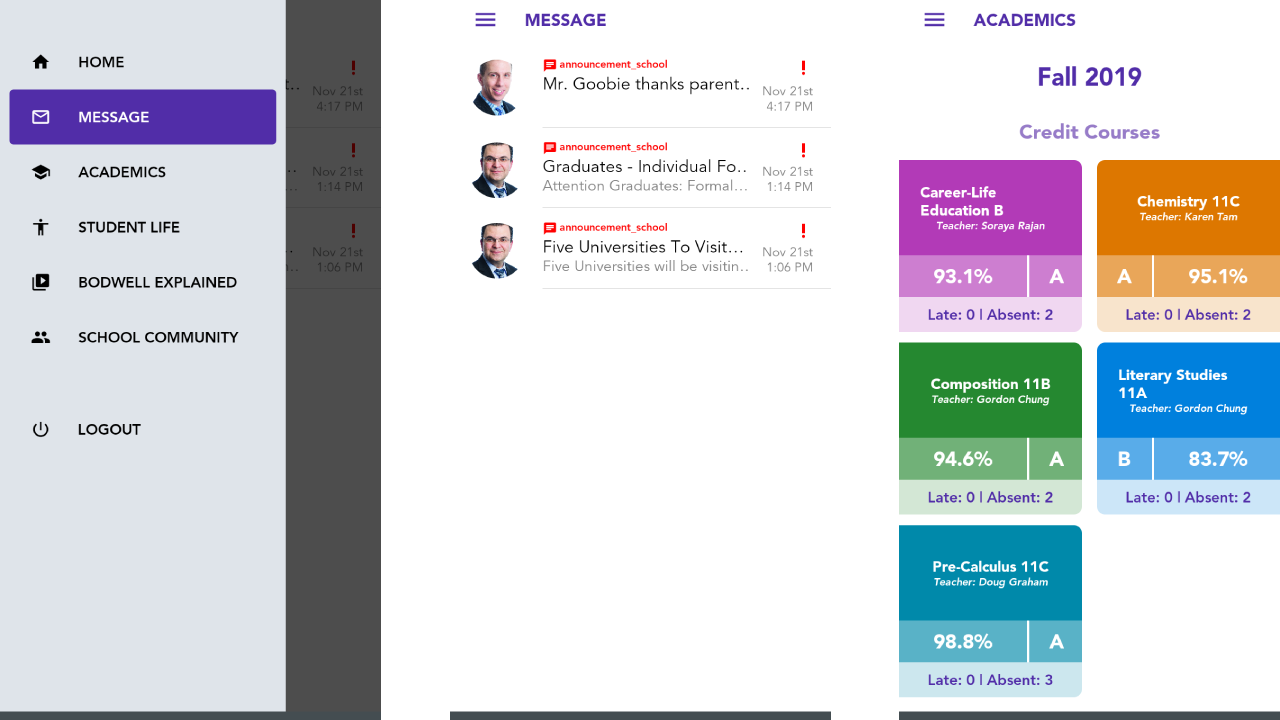 HOME
MESSAGE
ACADEMICS
STUDENT LIFE
BODWELL EXPLAINED
SCHOOL COMMUNITY
LOGOUT
Nov 21st
4:17 PM
Nov 21st
1:14 PM
Nov 21st
1:06 PM
MESSAGE
announcement_school
Mr. Goobie thanks parent..
Nov 21st
4:17 PM
announcement_school
Graduates - Individual Fo..
Attention Graduates: Formal...
Nov 21st
1:14 PM
announcement_school
Five Universities To Visit...
Five Universities will be visitin..
Nov 21st
1:06 PM
ACADEMICS
Fall 2019
Credit Courses
Career-Life
Education B
Teacher: Soraya Rajan
93.1% A
Late: 0 | Absent: 2
Chemistry 11C
Teacher: Karen Tam
A 95.1%
Late: 0 | Absent: 2
Composition 11B
Teacher: Gordon Chung
94.6% A
Late: 0 | Absent: 2
Literary Studies
11A
Teacher: Gordon Chung
B 83.7%
Late: 0 | Absent: 2
Pre-Calculus 11C
Teacher: Doug Graham
98.8% A
Late: 0 | Absent: 3